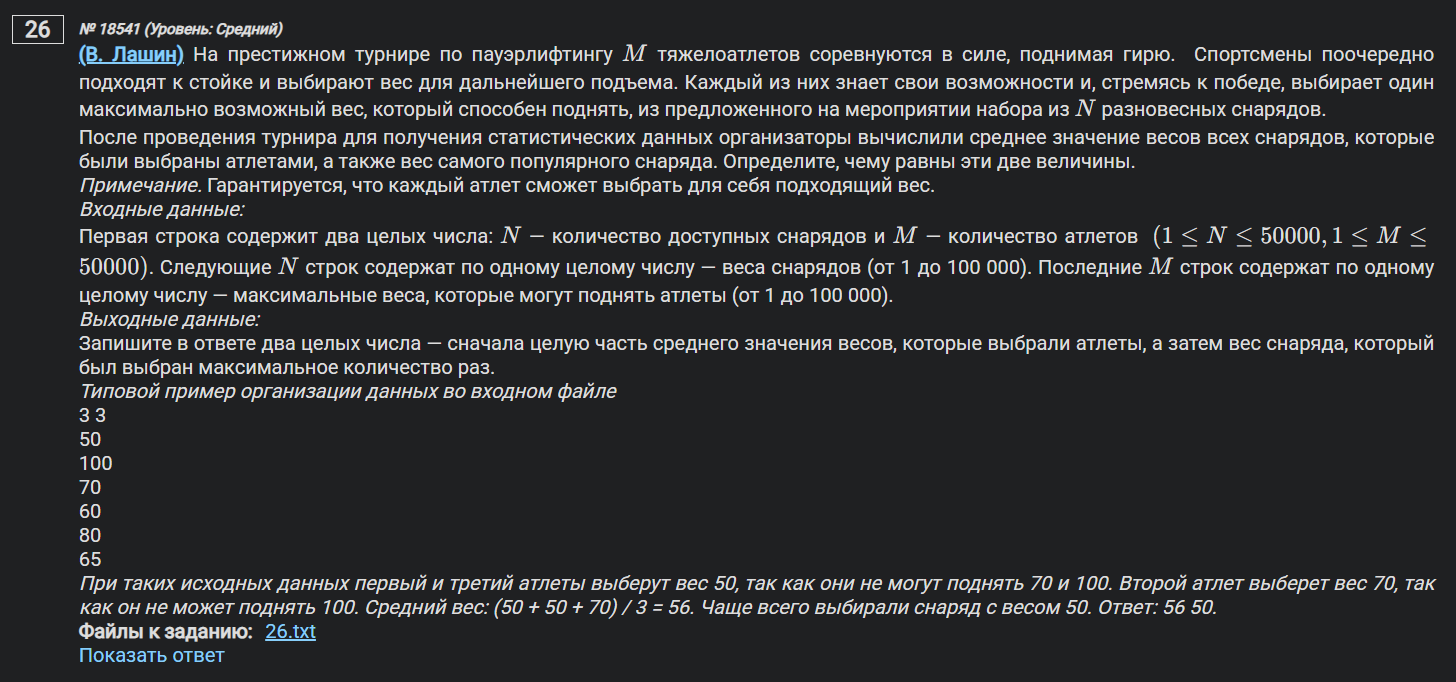 26
№ 18541 (Уровень: Средний)
(В. Лашин) На престижном турнире по пауэрлифтингу M тяжелоатлетов соревнуются в силе, поднимая гирю. Спортсмены поочередно
подходят к стойке и выбирают вес для дальнейшего подъема. Каждый из них знает свои возможности и, стремясь к победе, выбирает один
максимально возможный вес, который способен поднять, из предложенного на мероприятии набора из N разновесных снарядов.
После проведения турнира для получения статистических данных организаторы вычислили среднее значение весов всех снарядов, которые
были выбраны атлетами, а также вес самого популярного снаряда. Определите, чему равны эти две величины.
Примечание. Гарантируется, что каждый атлет сможет выбрать для себя подходящий вес.
Входные данные:
Первая строка содержит два целых числа: N – количество доступных снарядов и M – количество атлетов (1 ≤ N ≤ 50000, 1 ≤ M ≤
50000). Следующие N строк содержат по одному целому числу — веса снарядов (от 1 до 100 000). Последние M строк содержат по одному
целому числу — максимальные веса, которые могут поднять атлеты (от 1 до 100 000).
Выходные данные:
Запишите в ответе два целых числа — сначала целую часть среднего значения весов, которые выбрали атлеты, а затем вес снаряда, который
был выбран максимальное количество раз.
Типовой пример организации данных во входном файле
3 3
50
100
70
60
80
65
При таких исходных данных первый и третий атлеты выберут вес 50, так как они не могут поднять 70 и 100. Второй атлет выберет вес 70, так
как он не может поднять 100. Средний вес: (50 + 50 + 70) / 3 = 56. Чаще всего выбирали снаряд с весом 50. Ответ: 56 50.
Файлы к заданию: 26.txt
Показать ответ